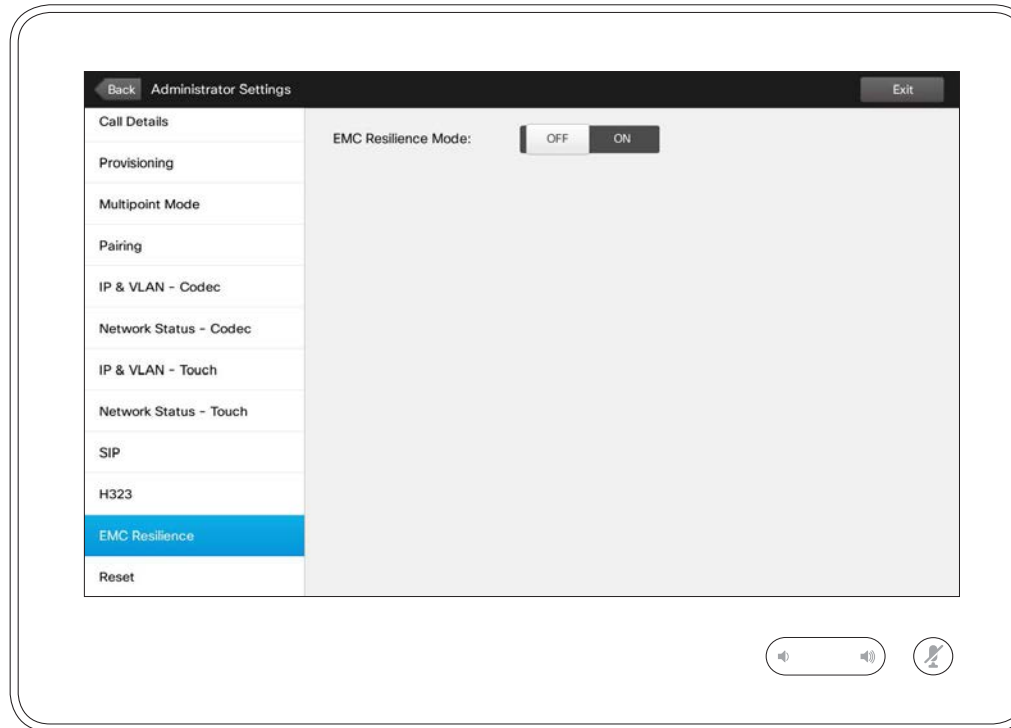 Back Administrator Settings Exit
Call Details
EMC Resilience Mode: OFF ON
Provisioning
Multipoint Mode
Pairing
IP & VLAN - Codec
Network Status - Codec
IP & VLAN - Touch
Network Status - Touch
SIP
H323
EMC Resilience
Reset